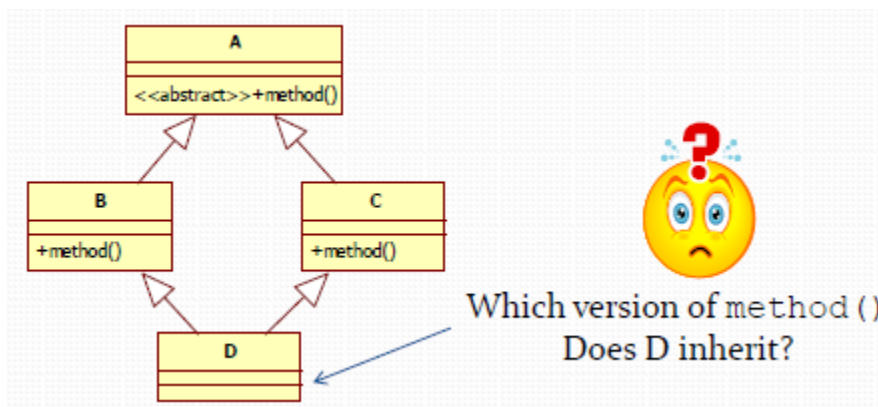 A
<<abstract>>+method()
B
C
+method()
+method()
?
D
Which version of method()
Does D inherit?